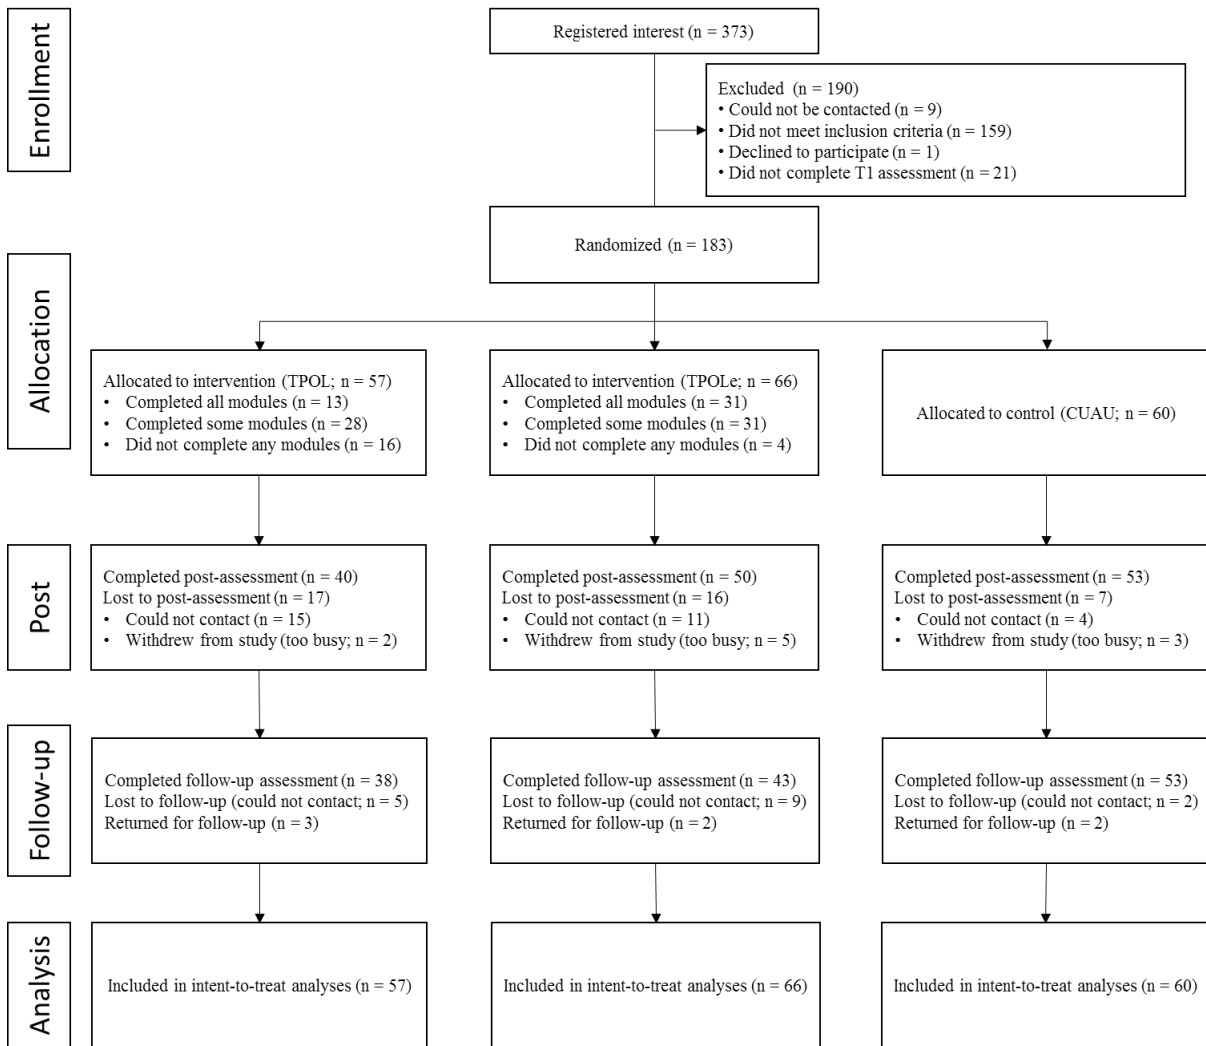 Enrollment
Registered interest (n = 373)
Excluded (n = 190)
• Could not be contacted (n = 9)
• Did not meet inclusion criteria (n = 159)
• Declined to participate (n = 1)
• Did not complete T1 assessment (n = 21)
Randomized (n = 183)
Allocation
Allocated to intervention (TPOL; n = 57)
• Completed all modules (n = 13)
• Completed some modules (n = 28)
• Did not complete any modules (n = 16)
Allocated to intervention (TPOLe; n = 66)
• Completed all modules (n = 31)
• Completed some modules (n = 31)
• Did not complete any modules (n = 4)
Allocated to control (CUAU; n = 60)
Post
Completed post-assessment (n = 40)
Lost to post-assessment (n = 17)
• Could not contact (n = 15)
• Withdrew from study (too busy; n = 2)
Completed post-assessment (n = 50)
Lost to post-assessment (n = 16)
• Could not contact (n = 11)
• Withdrew from study (too busy; n = 5)
Completed post-assessment (n = 53)
Lost to post-assessment (n = 7)
• Could not contact (n = 4)
• Withdrew from study (too busy; n = 3)
Follow-up
Completed follow-up assessment (n = 38)
Lost to follow-up (could not contact; n = 5)
Returned for follow-up (n = 3)
Completed follow-up assessment (n = 43)
Lost to follow-up (could not contact; n = 9)
Returned for follow-up (n = 2)
Completed follow-up assessment (n = 53)
Lost to follow-up (could not contact; n = 2)
Returned for follow-up (n = 2)
Analysis
Included in intent-to-treat analyses (n = 57)
Included in intent-to-treat analyses (n = 66)
Included in intent-to-treat analyses (n = 60)